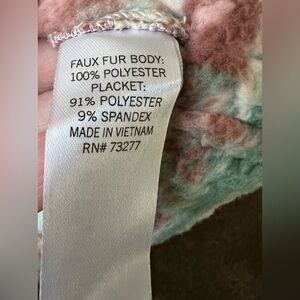 FAUX FUR BODY:
100% POLYESTER
PLACKET:
91% POLYESTER
9% SPANDEX
MADE IN VIETNAM
RN# 73277